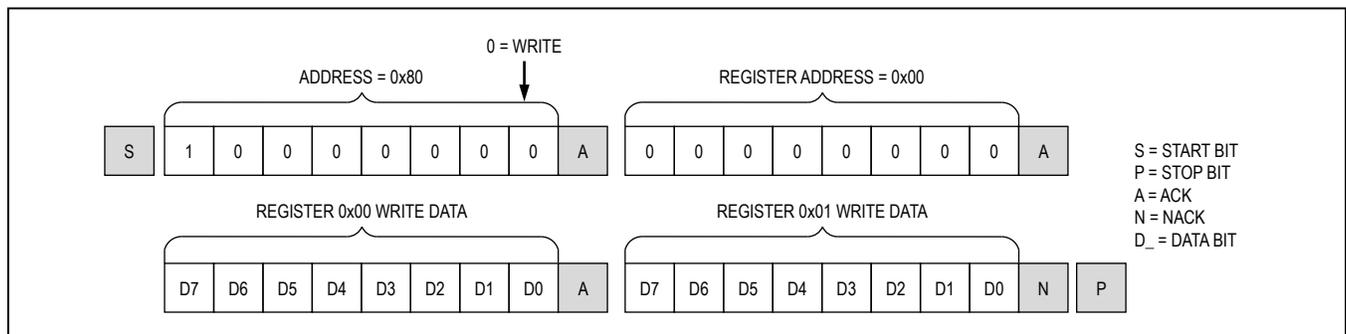 0 = WRITE
ADDRESS = 0x80 REGISTER ADDRESS = 0x00
S 1 0 0 0 0 0 0 0 A 0 0 0 0 0 0 0 0 A
S = START BIT
P = STOP BIT
A = ACK
N = NACK
D_ = DATA BIT
REGISTER 0x00 WRITE DATA REGISTER 0x01 WRITE DATA
D7 D6 D5 D4 D3 D2 D1 D0 A D7 D6 D5 D4 D3 D2 D1 D0 N P